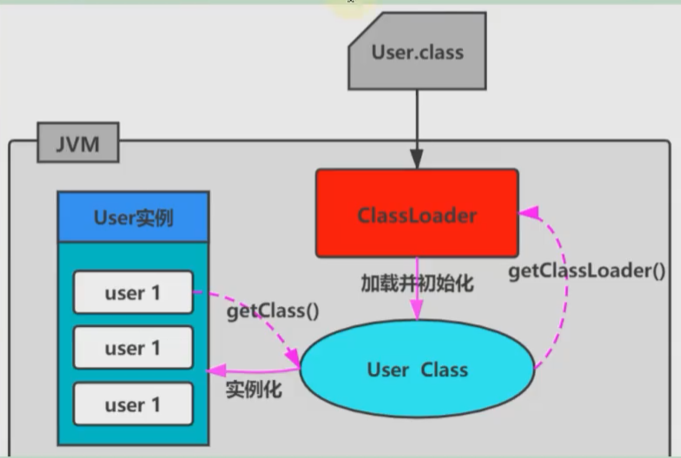 User.class
JVM
ClassLoader
User实例
加载并初始化
getClassLoader()
user 1
getClass()
user 1
User Class
实例化
user 1